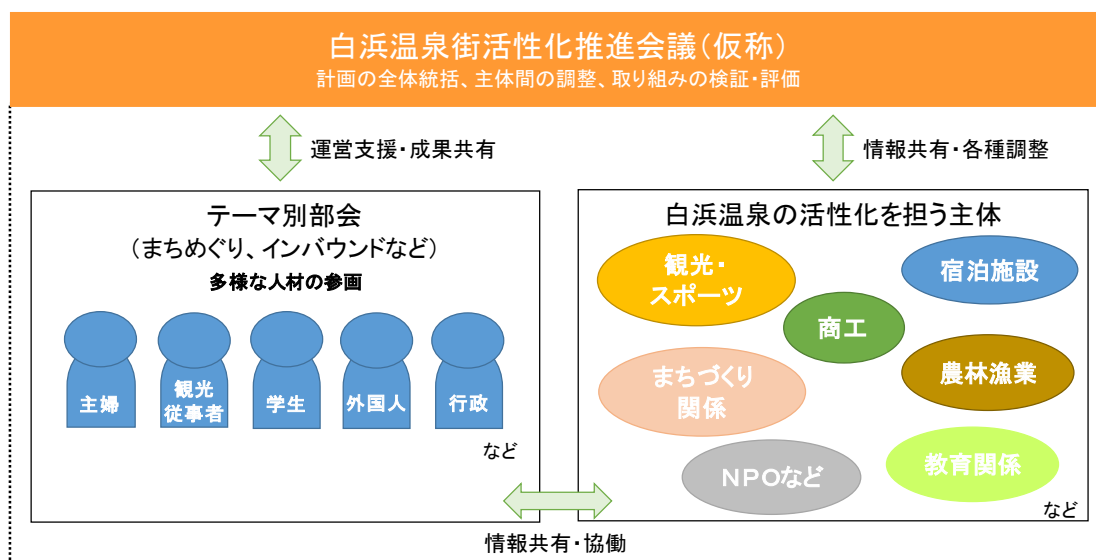 白浜温泉街活性化推進会議（仮称）
計画の全体統括、主体間の調整、取り組みの検証・評価
運営支援・成果共有
情報共有・各種調整
テーマ別部会
（まちめぐり、インバウンドなど）
多様な人材の参画
主婦
観光
従事者
学生
外国人
行政
など
白浜温泉の活性化を担う主体
観光・
スポーツ
宿泊施設
商工
まちづくり
関係
農林漁業
NPOなど
教育関係
など
情報共有・協働